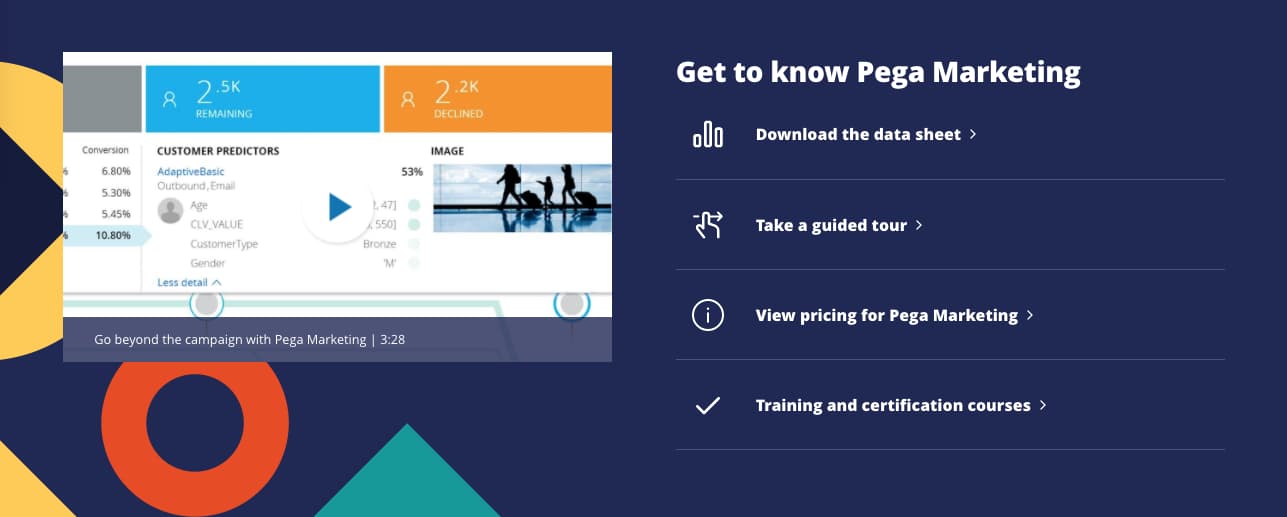 2.5K
REMAINING
2.2K
DECLINED
Conversion
6.80%
5.30%
5.45%
10.80%
CUSTOMER PREDICTORS
AdaptiveBasic
53%
Outbound, Email
Age
, 47]
CLV_VALUE
, 550]
CustomerType
Bronze
Gender
'M'
Less detail
IMAGE
Go beyond the campaign with Pega Marketing | 3:28
Get to know Pega Marketing
Download the data sheet
Take a guided tour
View pricing for Pega Marketing
Training and certification courses